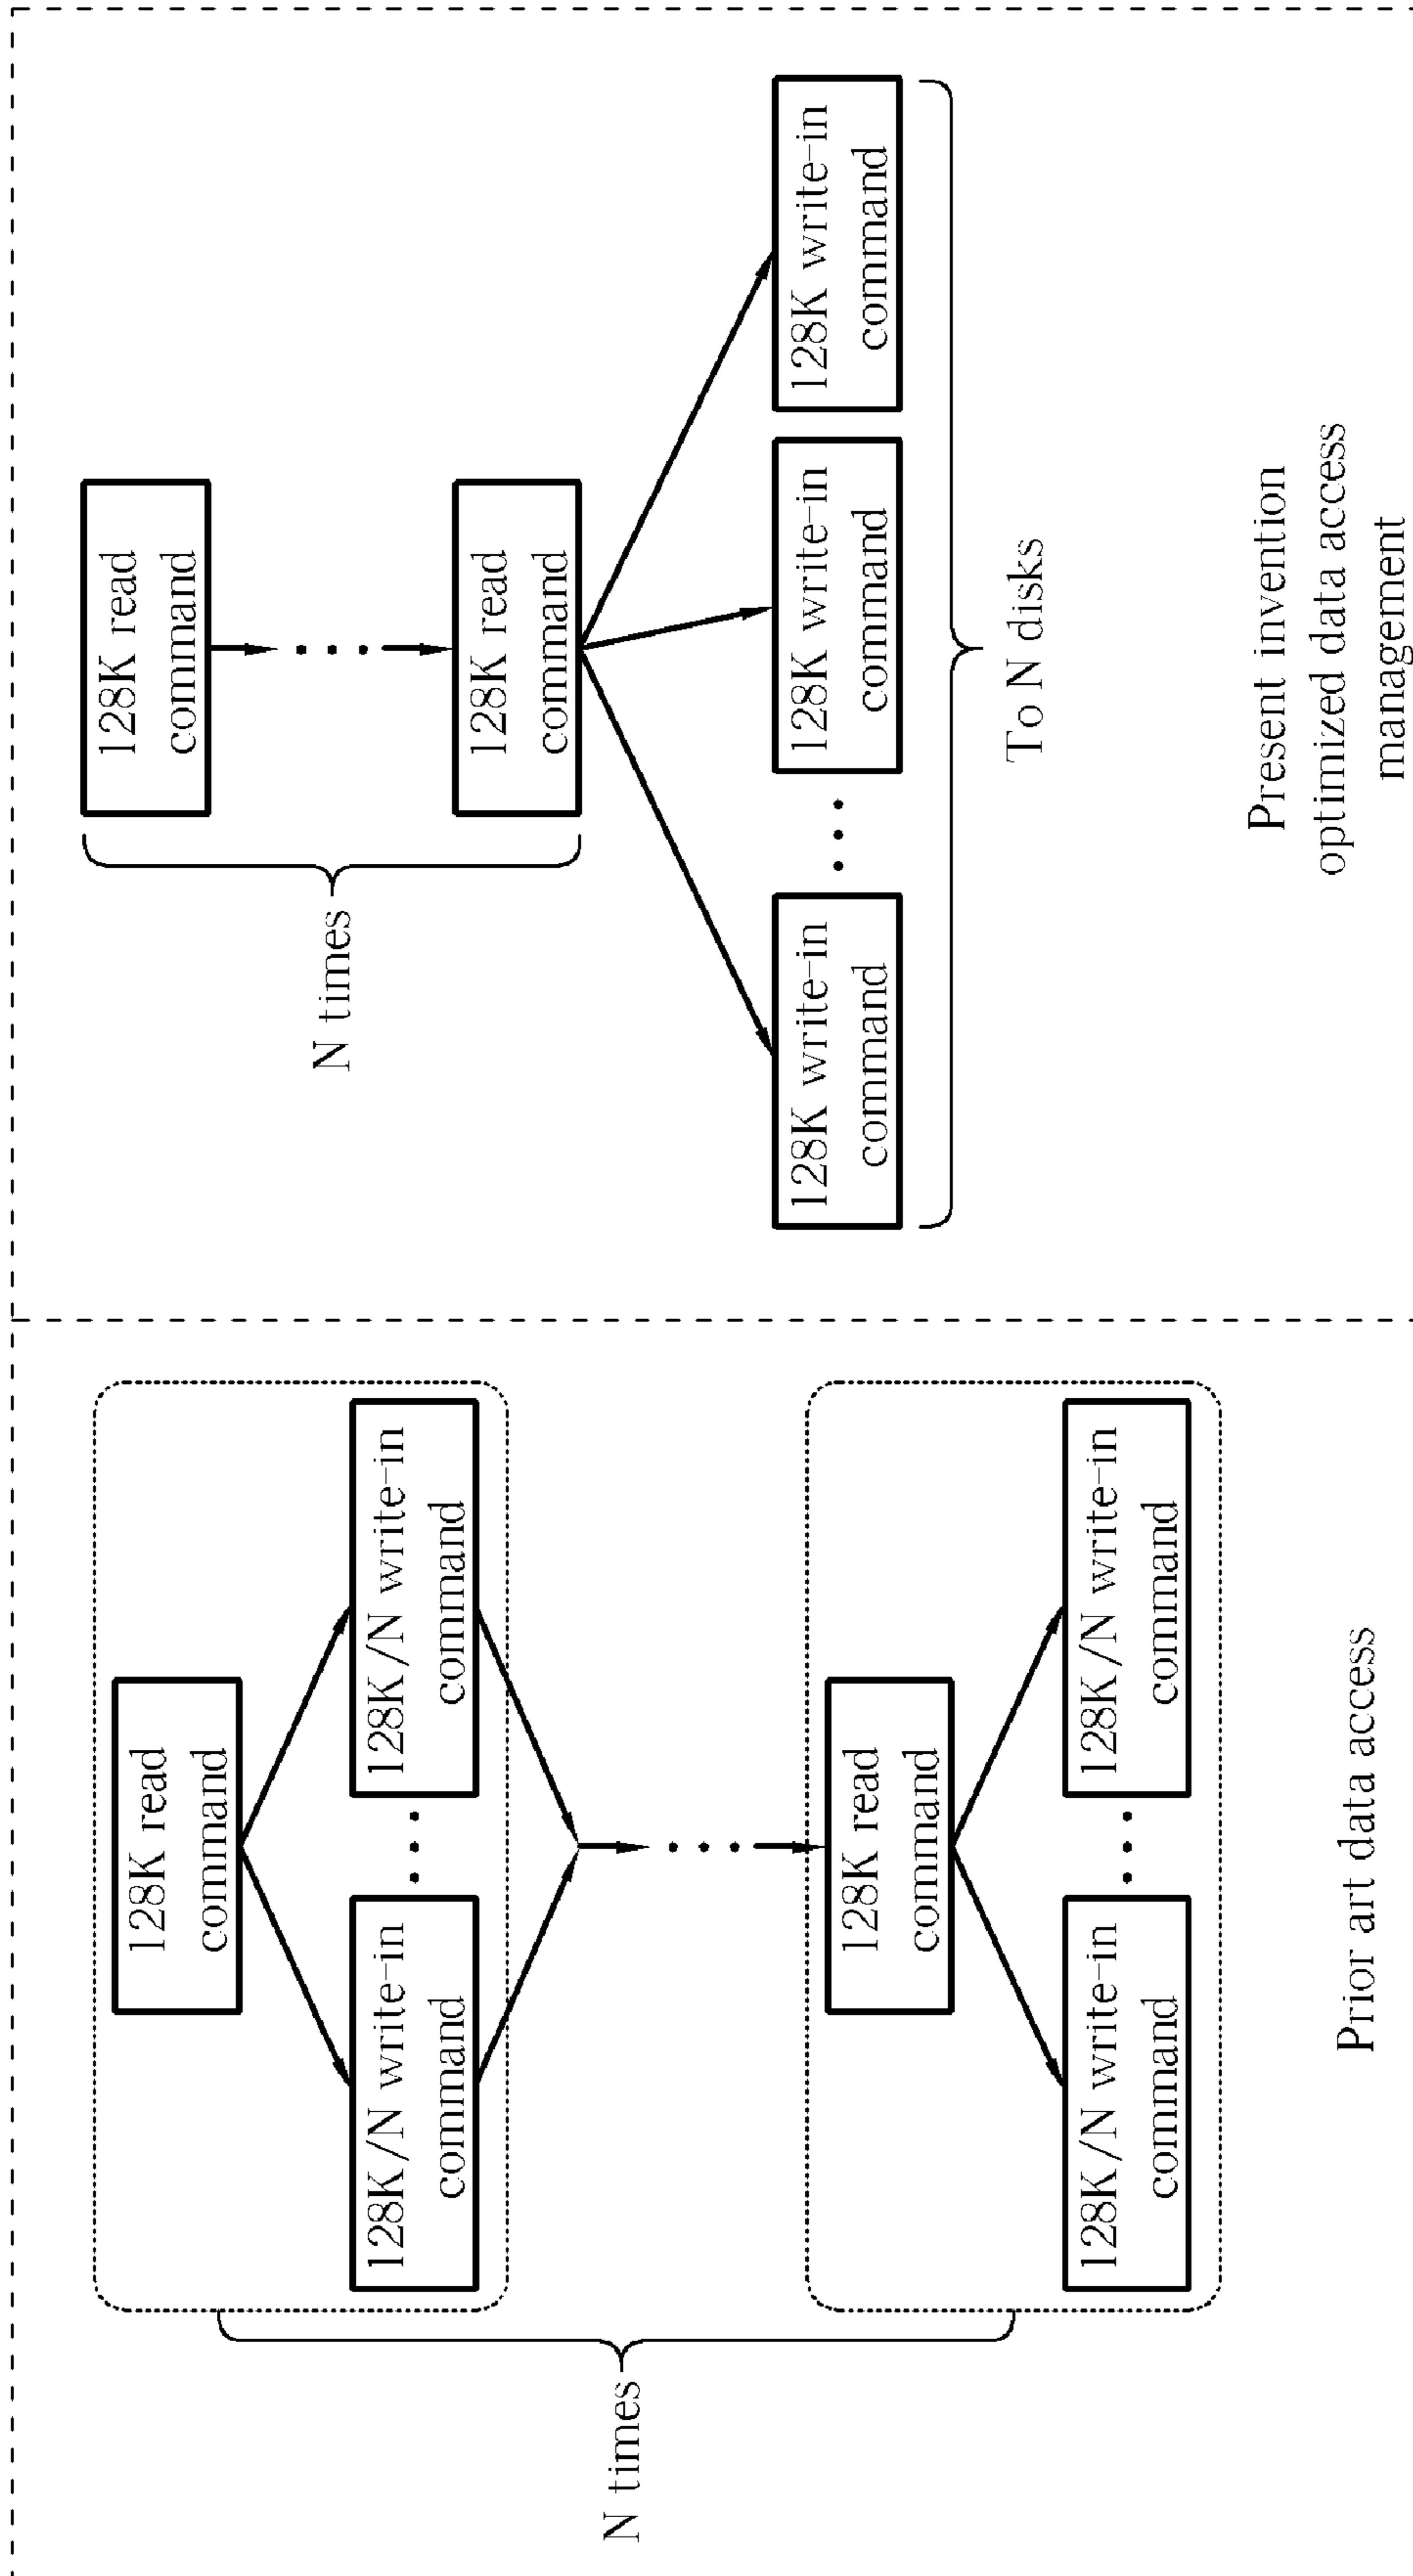 128K read
command
128K/N write-in
command
128K/N write-in
command
N times
128K read
command
128K/N write-in
command
128K/N write-in
command
Prior art data access
128K read
command
N times
128K read
command
128K write-in
command
128K write-in
command
128K write-in
command
To N disks
Present invention
optimized data access
management